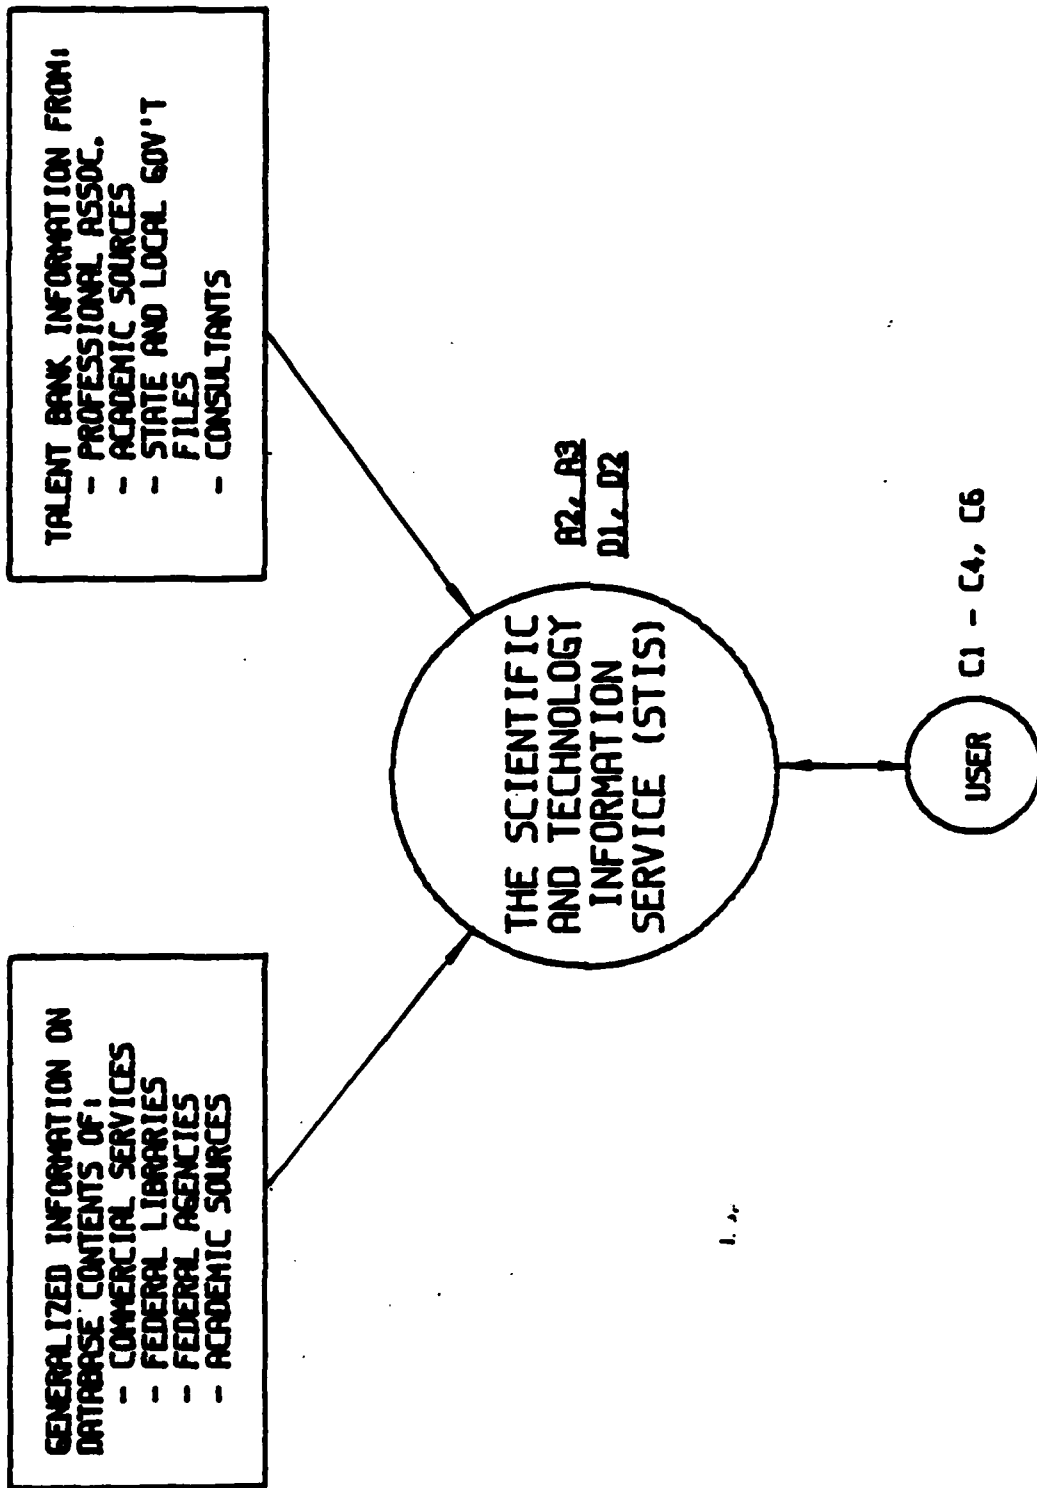 GENERALIZED INFORMATION ON
DATABASE CONTENTS OF:
- COMMERCIAL SERVICES
- FEDERAL LIBRARIES
- FEDERAL AGENCIES
- ACADEMIC SOURCES
TALENT BANK INFORMATION FROM:
- PROFESSIONAL ASSOC.
- ACADEMIC SOURCES
- STATE AND LOCAL GOV'T
FILES
- CONSULTANTS
THE SCIENTIFIC
AND TECHNOLOGY
INFORMATION
SERVICE (STIS)
A2, A3
D1, D2
USER
C1 - C4, C6